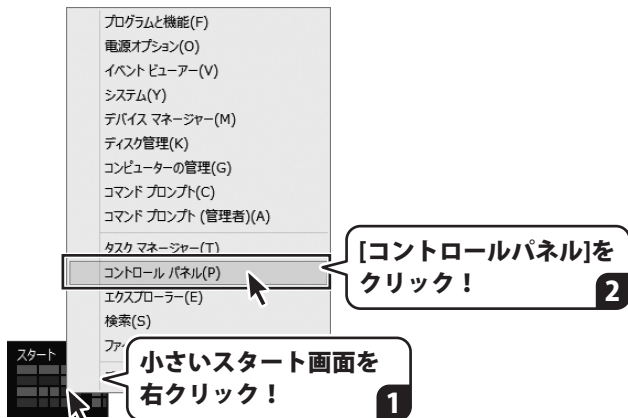 プログラムと機能(F)
電源オプション(O)
イベント ビューアー(V)
システム(Y)
デバイス マネージャー(M)
ディスク管理(K)
コンピューターの管理(G)
コマンド プロンプト(C)
コマンド プロンプト (管理者)(A)
タスク マネージャー(T)
コントロール パネル(P)
エクスプローラー(E)
検索(S)
[コントロールパネル]を
クリック！
2
スタート
小さいスタート画面を
右クリック！
1